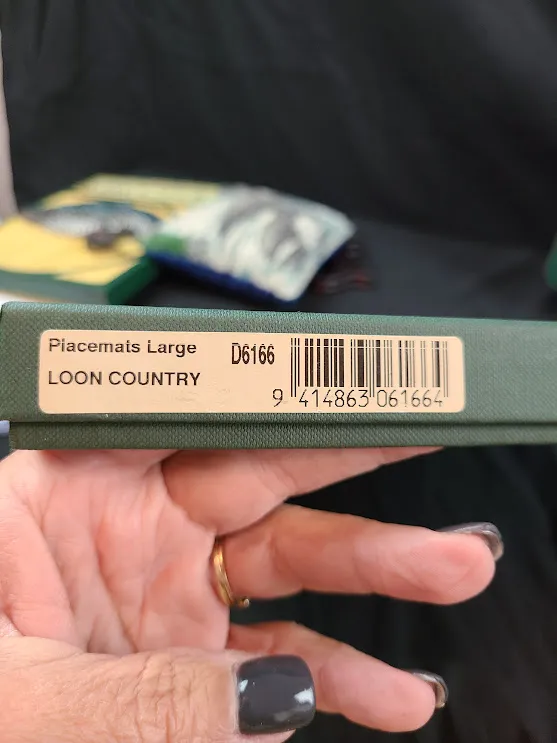 Placemats Large
D6166
LOON COUNTRY
9 414863 061664